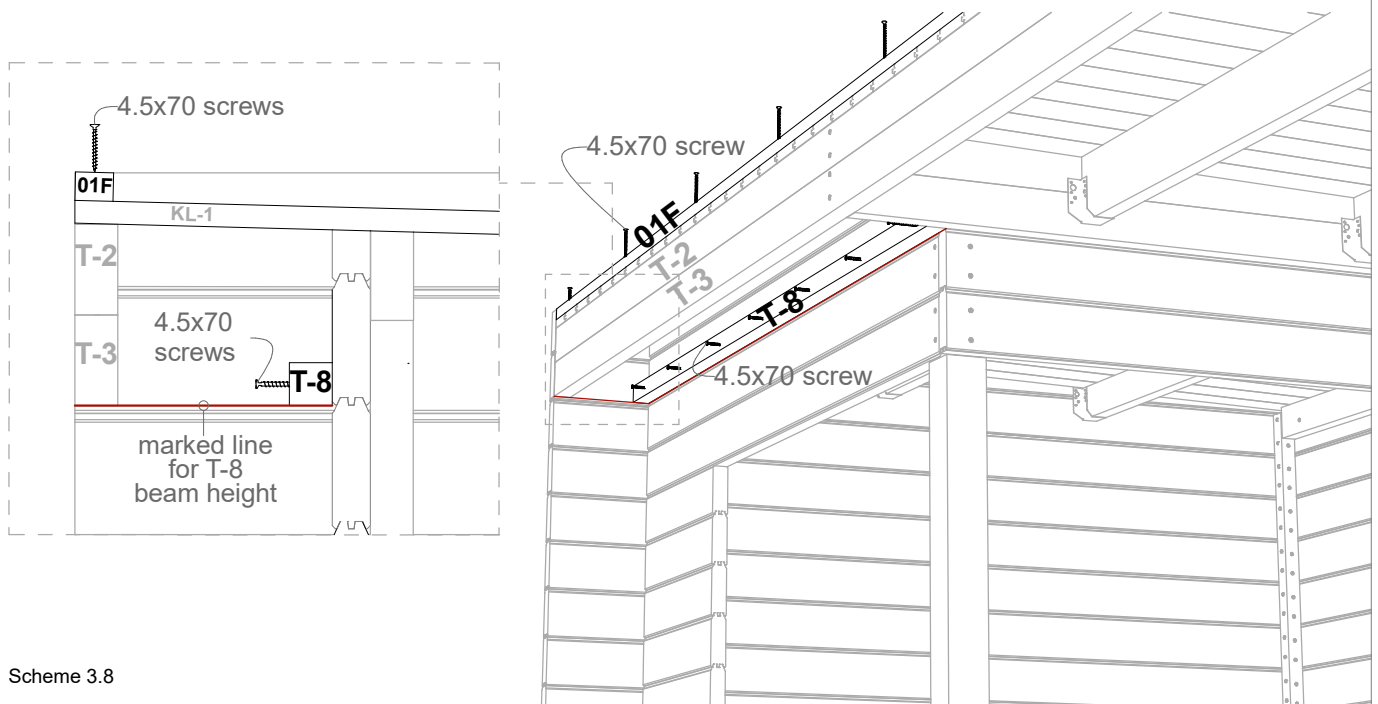 4.5x70 screws
01F
KL-1
T-2
T-3
4.5x70
screws
T-8
marked line
for T-8
beam height
4.5x70 screw
01F
T-2
T-3
T-8
4.5x70 screw
Scheme 3.8